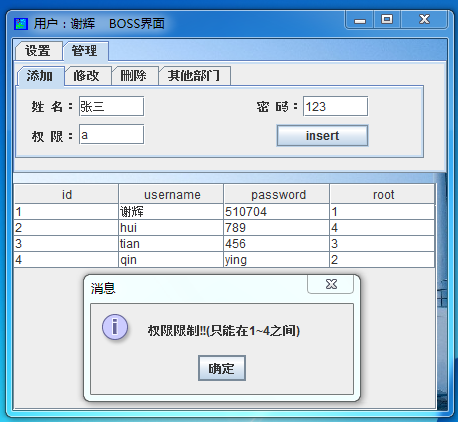 用户：谢辉 BOSS界面
设置 管理
添加 修改 删除 其他部门
姓 名：张三 密 码：123
权 限：a insert
id username password root
1 谢辉 510704 1
2 hui 789 4
3 tian 456 3
4 qin ying 2
消息
权限限制!!(只能在1~4之间)
确定